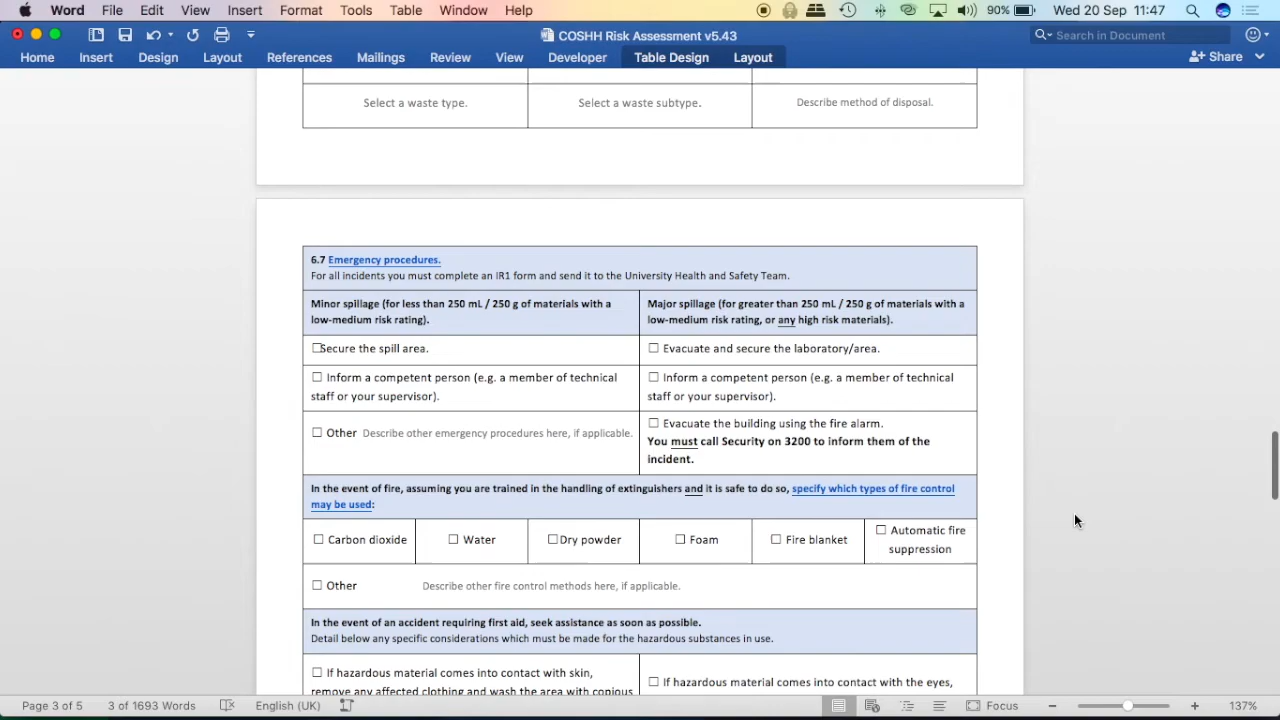 Word File Edit View Insert Format Tools Table Window Help 90% Wed 20 Sep 11:47
COSHH Risk Assessment v5.43
Search in Document
Home Insert Design Layout References Mailings Review View Developer Table Design Layout Share
Select a waste type. Select a waste subtype. Describe method of disposal.
6.7 Emergency procedures.
For all incidents you must complete an IR1 form and send it to the University Health and Safety Team.
Minor spillage (for less than 250 mL / 250 g of materials with a
low-medium risk rating).
Major spillage (for greater than 250 mL / 250 g of materials with a
low-medium risk rating, or any high risk materials).
☐Secure the spill area.
☐ Evacuate and secure the laboratory/area.
☐ Inform a competent person (e.g. a member of technical
staff or your supervisor).
☐ Inform a competent person (e.g. a member of technical
staff or your supervisor).
☐ Other Describe other emergency procedures here, if applicable.
☐ Evacuate the building using the fire alarm.
You must call Security on 3200 to inform them of the
incident.
In the event of fire, assuming you are trained in the handling of extinguishers and it is safe to do so, specify which types of fire control
may be used:
☐ Carbon dioxide ☐ Water ☐Dry powder ☐ Foam ☐ Fire blanket ☐ Automatic fire
suppression
☐ Other Describe other fire control methods here, if applicable.
In the event of an accident requiring first aid, seek assistance as soon as possible.
Detail below any specific considerations which must be made for the hazardous substances in use.
☐ If hazardous material comes into contact with skin,
remove any affected clothing and wash the area with copious
☐ If hazardous material comes into contact with the eyes,
Page 3 of 5 3 of 1693 Words English (UK) Focus 137%